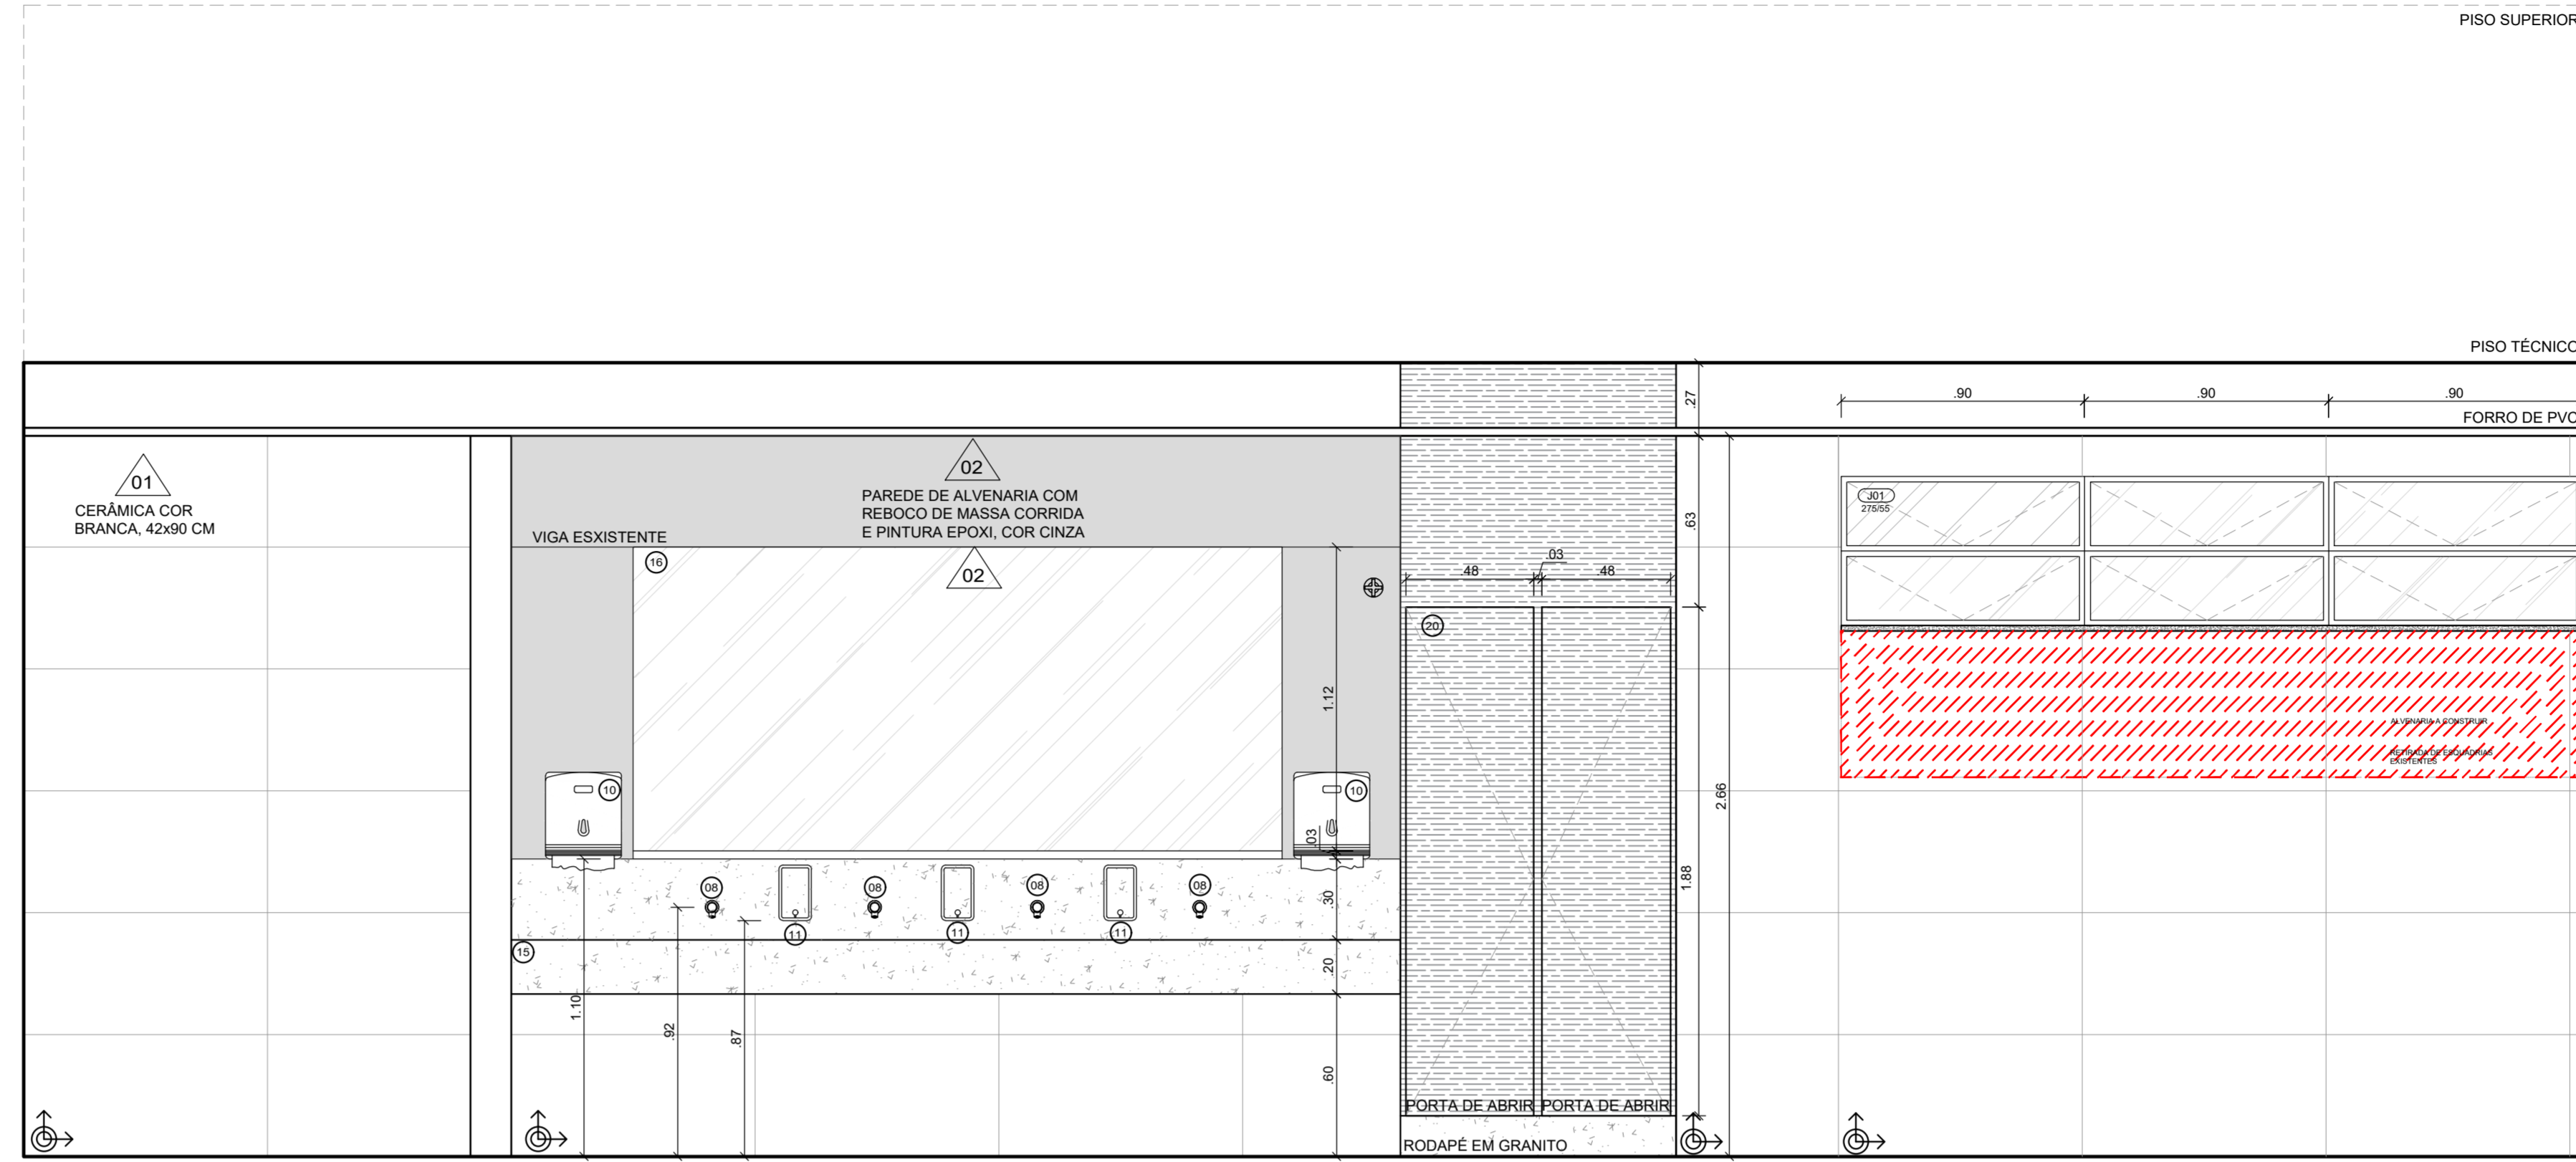 PISO SUPERIOR
PISO TÉCNICO
.27
.90
.90
.90
FORRO DE PVC
01
CERÂMICA COR
BRANCA, 42x90 CM
02
PAREDE DE ALVENARIA COM
REBOCO DE MASSA CORRIDA
E PINTURA EPOXI, COR CINZA
VIGA ESXISTENTE
16
02
.63
J01
275/55
.03
.48
.48
20
1.12
ALVENARIA A CONSTRUIR
RETIRADA DE ESQUADRIAS
EXISTENTES
10
10
2.66
.03
1.88
08
08
08
08
.30
11
11
11
15
.20
1.10
.92
.87
.60
PORTA DE ABRIR
PORTA DE ABRIR
RODAPÉ EM GRANITO